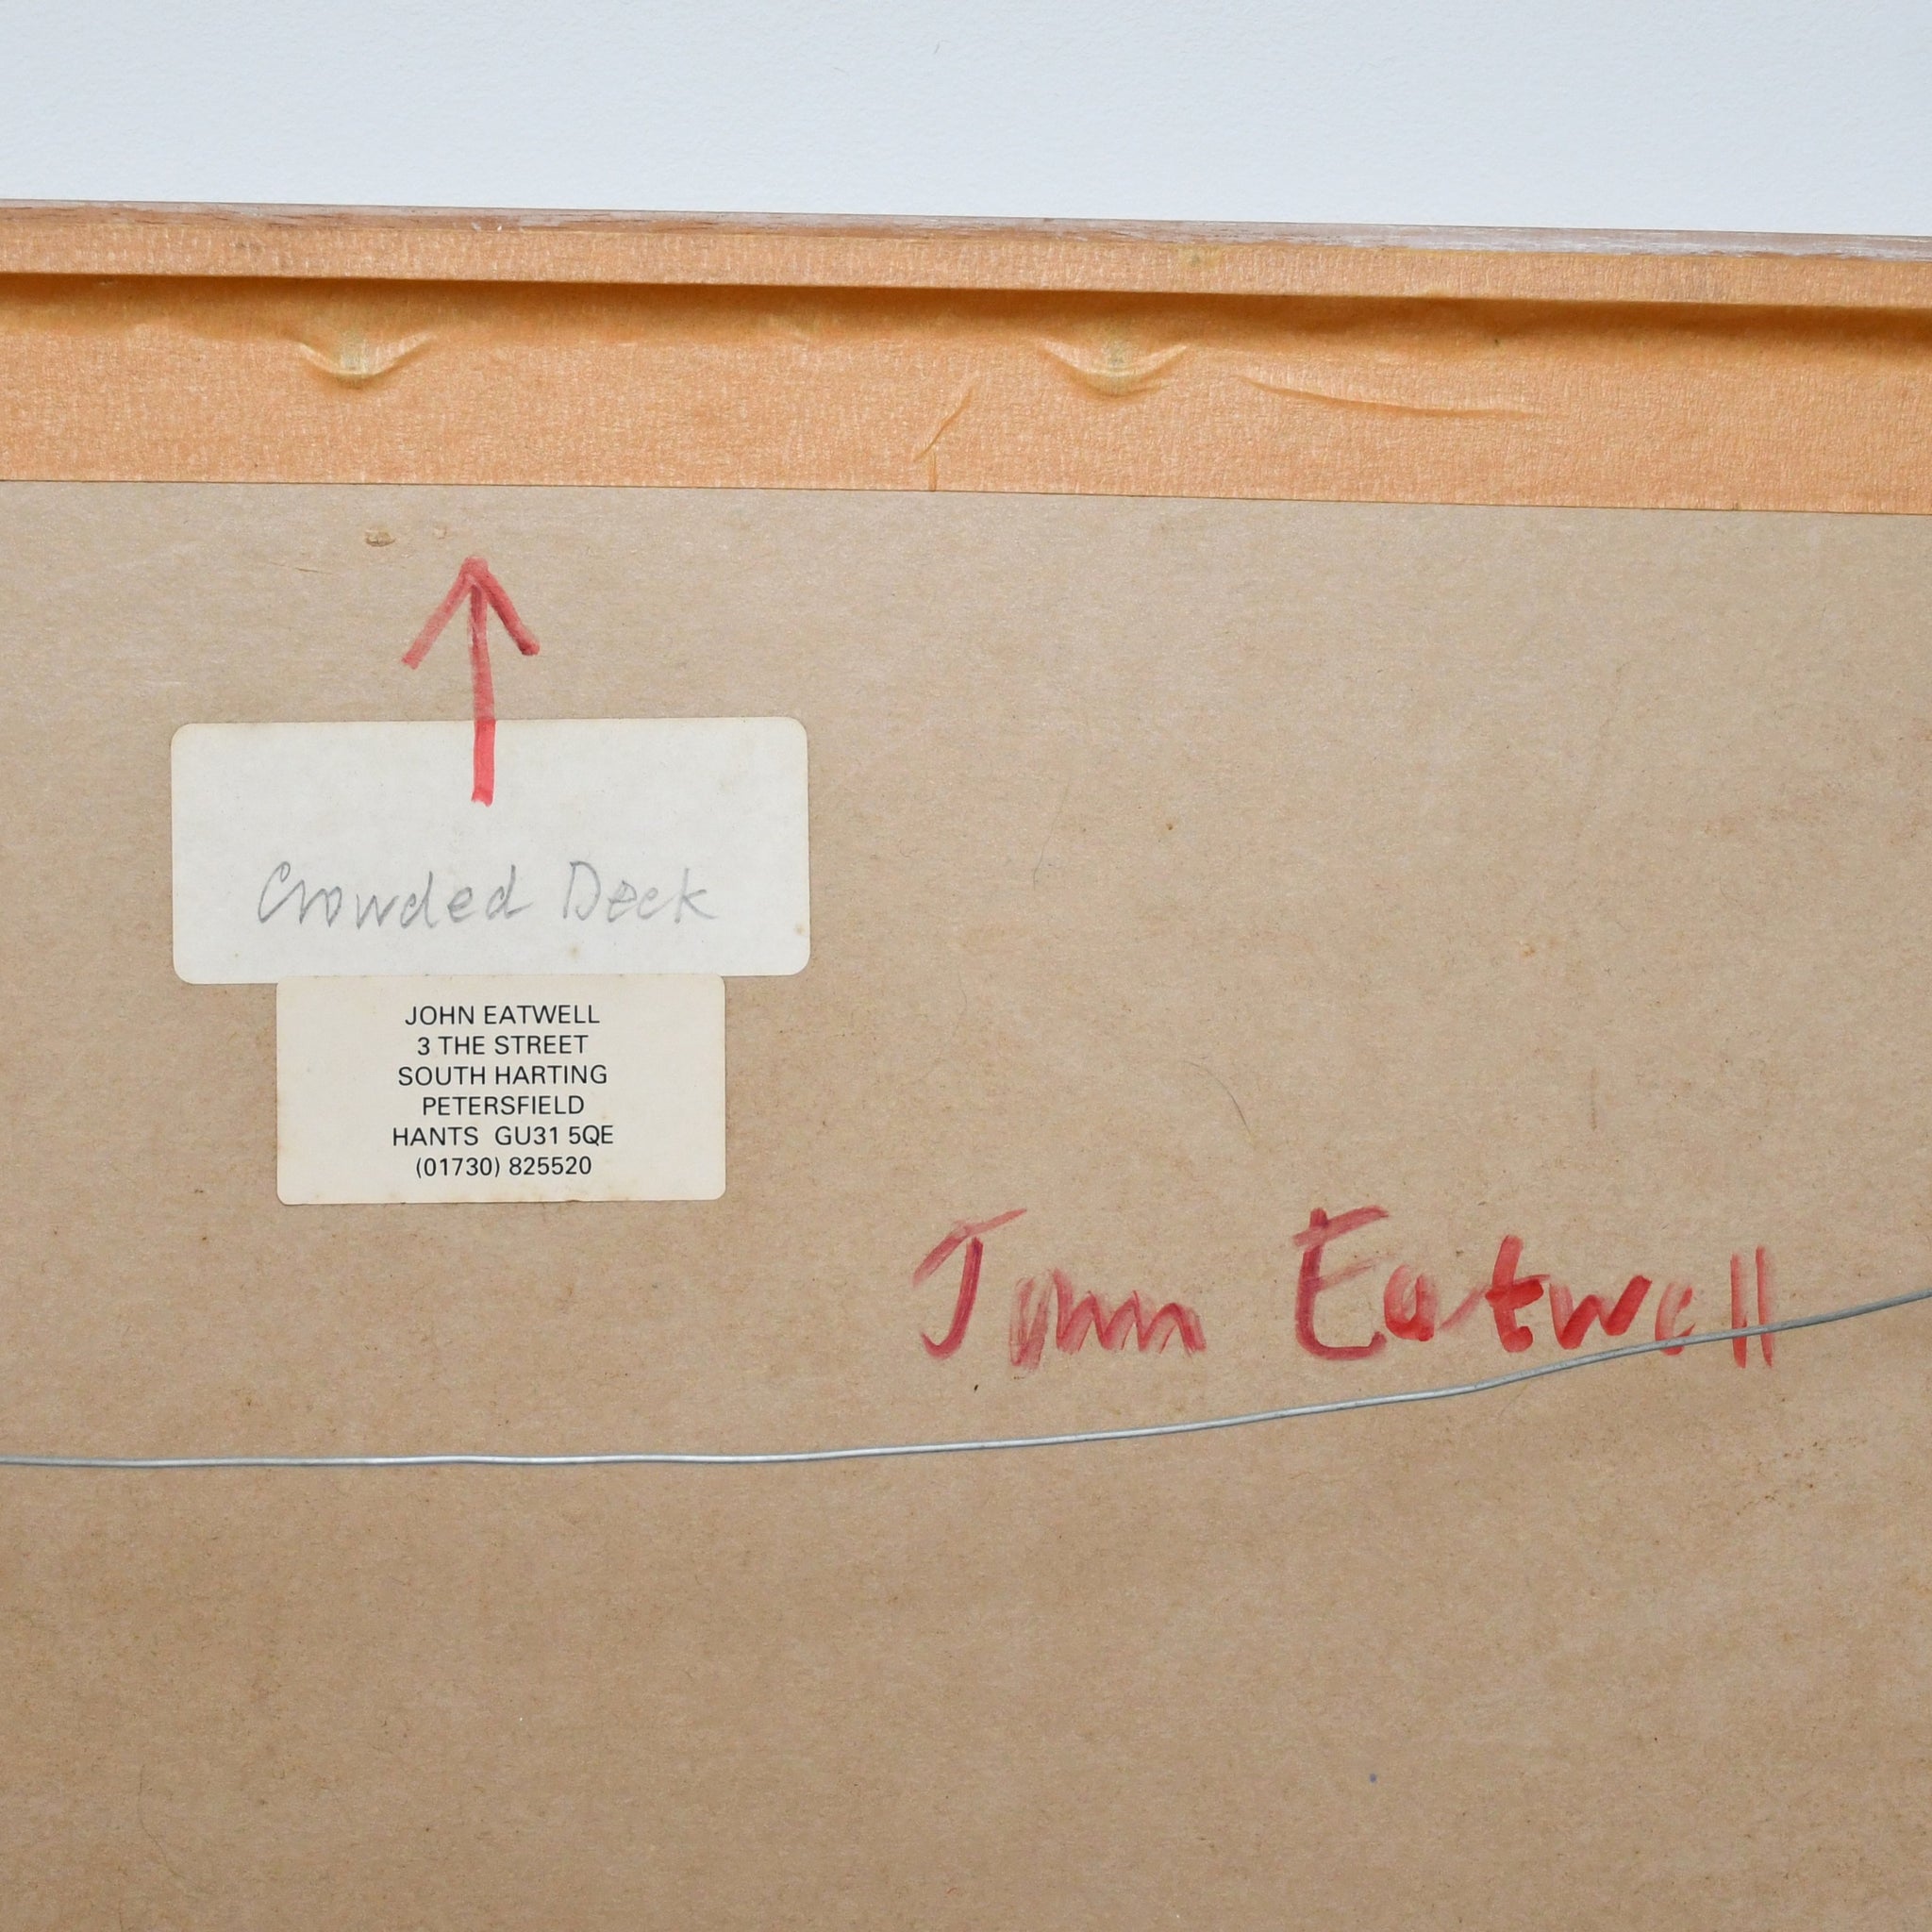 Crowded Deck
JOHN EATWELL
3 THE STREET
SOUTH HARTING
PETERSFIELD
HANTS GU31 5QE
(01730) 825520
John Eatwell